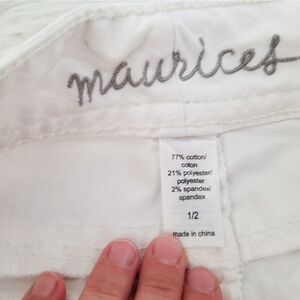 maurices
77% cotton/
coton
21% polyester/
polyester
2% spandex/
spandex
1/2
made in china